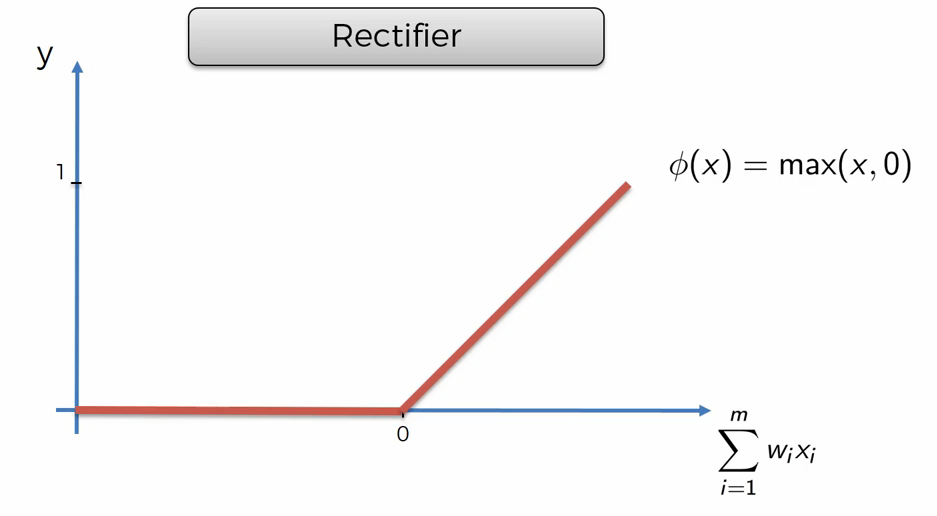 Rectifier
y
1
ϕ(x) = max(x, 0)
0
m
∑ wᵢxᵢ
i=1